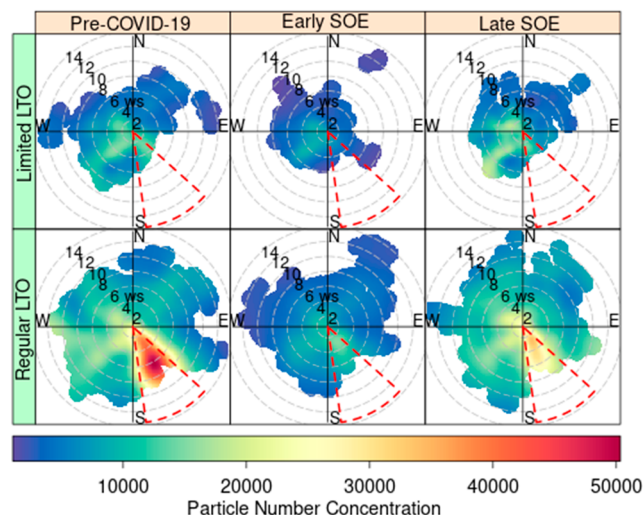 Pre-COVID-19 Early SOE Late SOE
Limited LTO
N
14
12
10
8
6 ws
4
2
W E
S
N
14
12
10
8
6 ws
4
2
W E
S
N
14
12
10
8
6 ws
4
2
W E
S
Regular LTO
N
14
12
10
8
6 ws
4
2
W E
S
N
14
12
10
8
6 ws
4
2
W E
S
N
14
12
10
8
6 ws
4
2
W E
S
10000 20000 30000 40000 50000
Particle Number Concentration